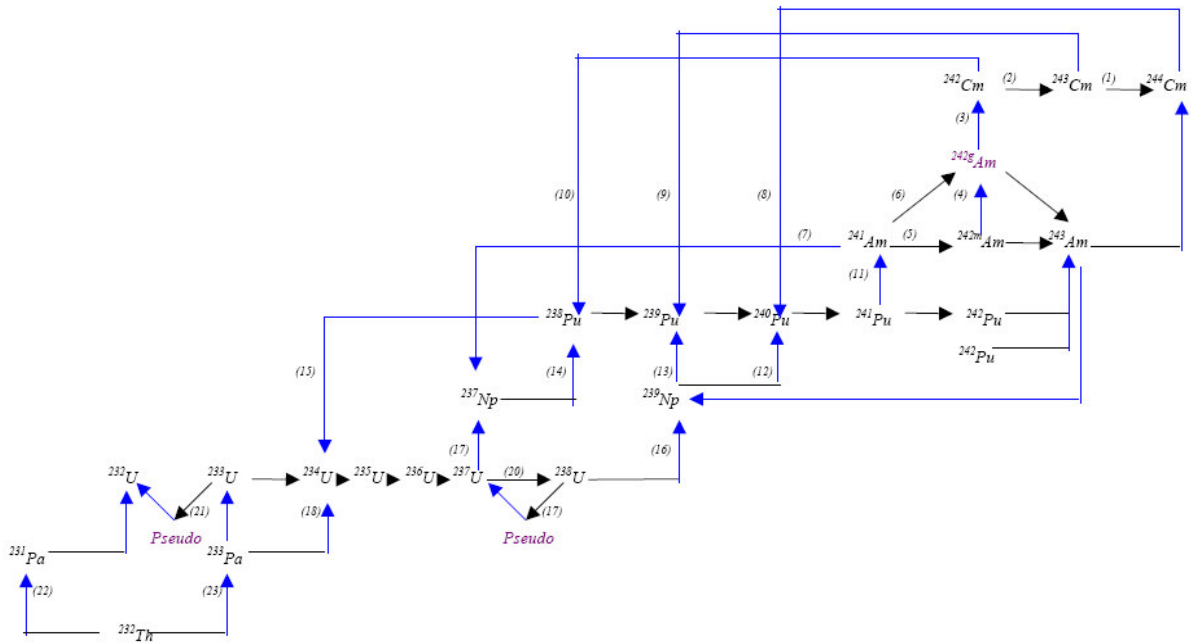 ²⁴²Cm (2) ²⁴³Cm (1) ²⁴⁴Cm
(3)
²⁴²ᵍAm
(10) (9) (8) (6) (4)
(7) ²⁴¹Am (5) ²⁴²ᵐAm ²⁴³Am
(11)
²³⁸Pu ²³⁹Pu ²⁴⁰Pu ²⁴¹Pu ²⁴²Pu
²⁴²Pu
(15) (14) (13) (12)
²³⁷Np ²³⁹Np
(17) (16)
²³²U ²³³U ²³⁴U ²³⁵U ²³⁶U ²³⁷U (20) ²³⁸U
(21) (18) (17)
Pseudo Pseudo
²³¹Pa ²³³Pa
(22) (23)
²³²Th